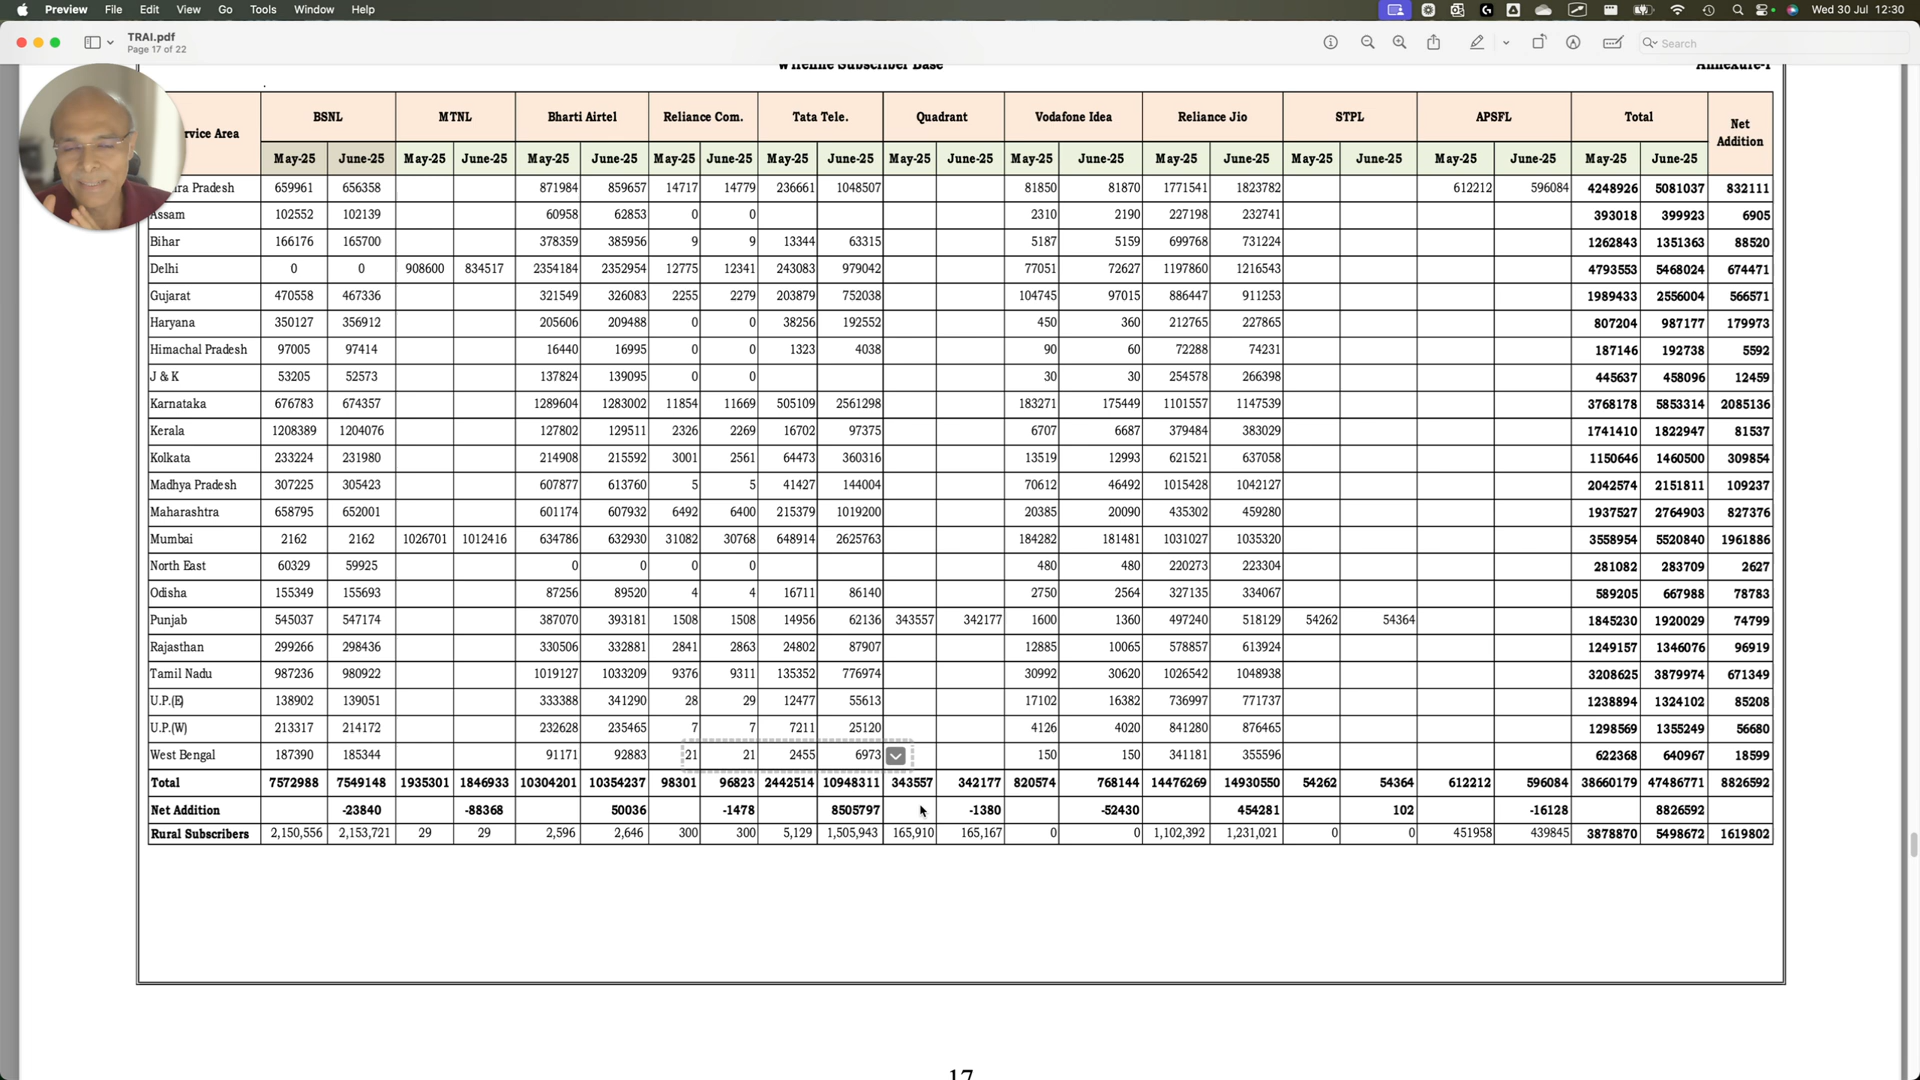 Preview File Edit View Go Tools Window Help
Wed 30 Jul 12:30
TRAI.pdf
Page 17 of 22
Search
Wireline Subscriber Base Annexure-I
rvice Area BSNL MTNL Bharti Airtel Reliance Com. Tata Tele. Quadrant Vodafone Idea Reliance Jio STPL APSFL Total Net Addition
May-25 June-25 May-25 June-25 May-25 June-25 May-25 June-25 May-25 June-25 May-25 June-25 May-25 June-25 May-25 June-25 May-25 June-25 May-25 June-25 May-25 June-25
ra Pradesh 659961 656358 871984 859657 14717 14779 236661 1048507 81850 81870 1771541 1823782 612212 596084 4248926 5081037 832111
Assam 102552 102139 60958 62853 0 0 2310 2190 227198 232741 393018 399923 6905
Bihar 166176 165700 378359 385956 9 9 13344 63315 5187 5159 699768 731224 1262843 1351363 88520
Delhi 0 0 908600 834517 2354184 2352954 12775 12341 243083 979042 77051 72627 1197860 1216543 4793553 5468024 674471
Gujarat 470558 467336 321549 326083 2255 2279 203879 752038 104745 97015 886447 911253 1989433 2556004 566571
Haryana 350127 356912 205606 209488 0 0 38256 192552 450 360 212765 227865 807204 987177 179973
Himachal Pradesh 97005 97414 16440 16995 0 0 1323 4038 90 60 72288 74231 187146 192738 5592
J & K 53205 52573 137824 139095 0 0 30 30 254578 266398 445637 458096 12459
Karnataka 676783 674357 1289604 1283002 11854 11669 505109 2561298 183271 175449 1101557 1147539 3768178 5853314 2085136
Kerala 1208389 1204076 127802 129511 2326 2269 16702 97375 6707 6687 379484 383029 1741410 1822947 81537
Kolkata 233224 231980 214908 215592 3001 2561 64473 360316 13519 12993 621521 637058 1150646 1460500 309854
Madhya Pradesh 307225 305423 607877 613760 5 5 41427 144004 70612 46492 1015428 1042127 2042574 2151811 109237
Maharashtra 658795 652001 601174 607932 6492 6400 215379 1019200 20385 20090 435302 459280 1937527 2764903 827376
Mumbai 2162 2162 1026701 1012416 634786 632930 31082 30768 648914 2625763 184282 181481 1031027 1035320 3558954 5520840 1961886
North East 60329 59925 0 0 0 0 480 480 220273 223304 281082 283709 2627
Odisha 155349 155693 87256 89520 4 4 16711 86140 2750 2564 327135 334067 589205 667988 78783
Punjab 545037 547174 387070 393181 1508 1508 14956 62136 343557 342177 1600 1360 497240 518129 54262 54364 1845230 1920029 74799
Rajasthan 299266 298436 330506 332881 2841 2863 24802 87907 12885 10065 578857 613924 1249157 1346076 96919
Tamil Nadu 987236 980922 1019127 1033209 9376 9311 135352 776974 30992 30620 1026542 1048938 3208625 3879974 671349
U.P.(E) 138902 139051 333388 341290 28 29 12477 55613 17102 16382 736997 771737 1238894 1324102 85208
U.P.(W) 213317 214172 232628 235465 7 7 7211 25120 4126 4020 841280 876465 1298569 1355249 56680
West Bengal 187390 185344 91171 92883 21 21 2455 6973 150 150 341181 355596 622368 640967 18599
Total 7572988 7549148 1935301 1846933 10304201 10354237 98301 96823 2442514 10948311 343557 342177 820574 768144 14476269 14930550 54262 54364 612212 596084 38660179 47486771 8826592
Net Addition -23840 -88368 50036 -1478 8505797 -1380 -52430 454281 102 -16128 8826592
Rural Subscribers 2,150,556 2,153,721 29 29 2,596 2,646 300 300 5,129 1,505,943 165,910 165,167 0 0 1,102,392 1,231,021 0 0 451958 439845 3878870 5498672 1619802
17